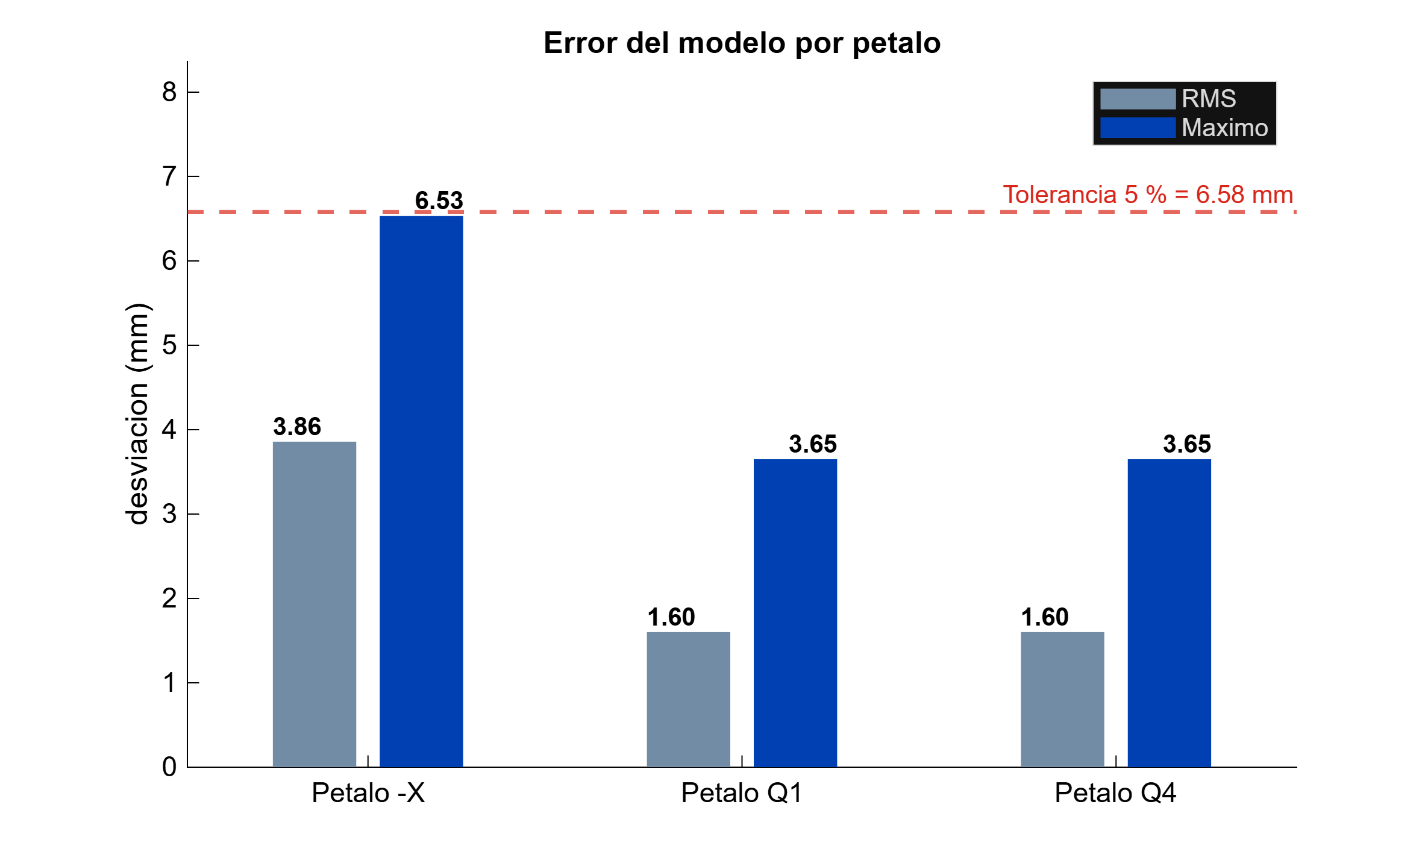 Error del modelo por petalo
RMS
Maximo
Tolerancia 5 % = 6.58 mm
desviacion (mm)
8
7
6
5
4
3
2
1
0
3.86
6.53
1.60
3.65
1.60
3.65
Petalo -X
Petalo Q1
Petalo Q4